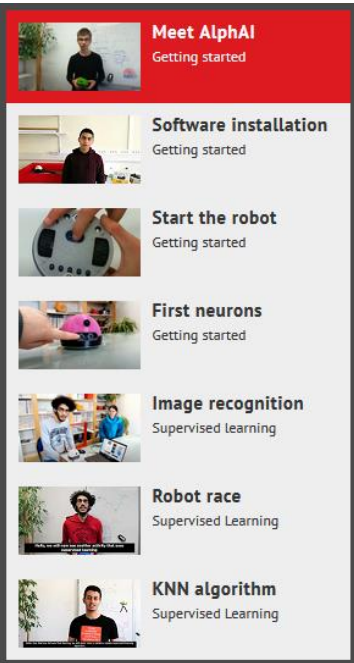 Meet AlphAI
Getting started
Software installation
Getting started
Start the robot
Getting started
First neurons
Getting started
Image recognition
Supervised learning
Robot race
Supervised Learning
KNN algorithm
Supervised Learning